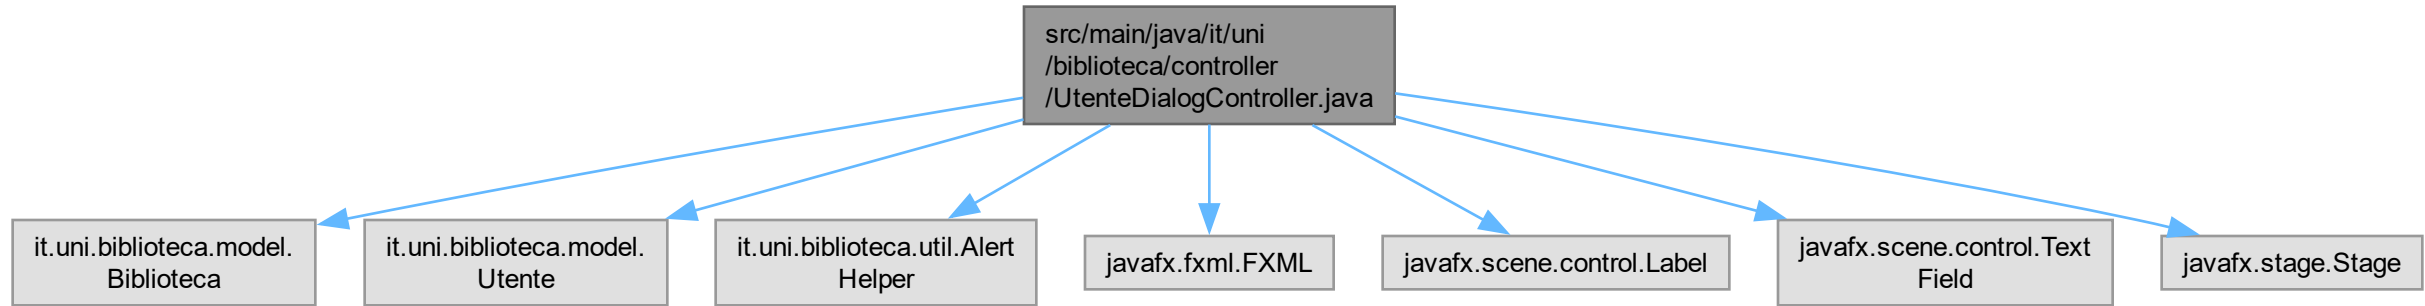 src/main/java/it/uni
/biblioteca/controller
/UtenteDialogController.java
it.uni.biblioteca.model.
Biblioteca
it.uni.biblioteca.model.
Utente
it.uni.biblioteca.util.Alert
Helper
javafx.fxml.FXML
javafx.scene.control.Label
javafx.scene.control.Text
Field
javafx.stage.Stage